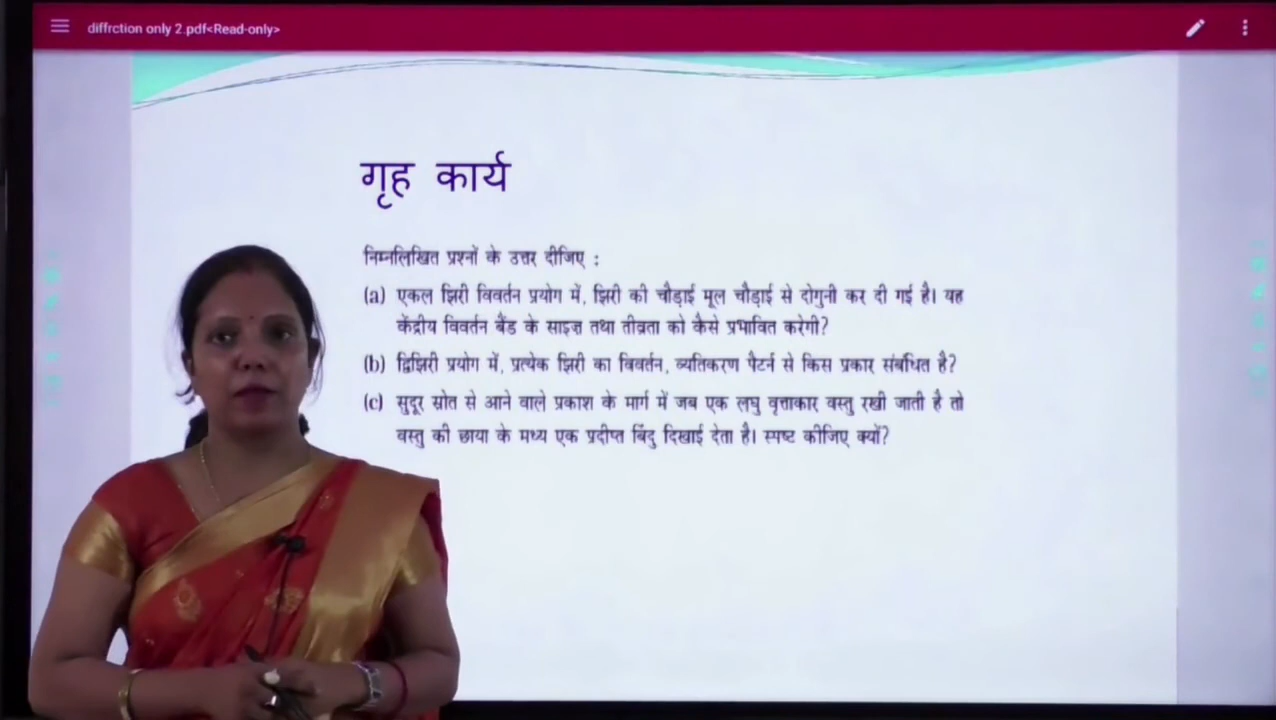 diffrction only 2.pdf<Read-only>
गृह कार्य
निम्नलिखित प्रश्नों के उत्तर दीजिए :
(a) एकल झिरी विवर्तन प्रयोग में, झिरी की चौड़ाई मूल चौड़ाई से दोगुनी कर दी गई है। यह
केंद्रीय विवर्तन बैंड के साइज़ तथा तीव्रता को कैसे प्रभावित करेगी?
(b) द्विझिरी प्रयोग में, प्रत्येक झिरी का विवर्तन, व्यतिकरण पैटर्न से किस प्रकार संबंधित है?
(c) सुदूर स्रोत से आने वाले प्रकाश के मार्ग में जब एक लघु वृत्ताकार वस्तु रखी जाती है तो
वस्तु की छाया के मध्य एक प्रदीप्त बिंदु दिखाई देता है। स्पष्ट कीजिए क्यों?